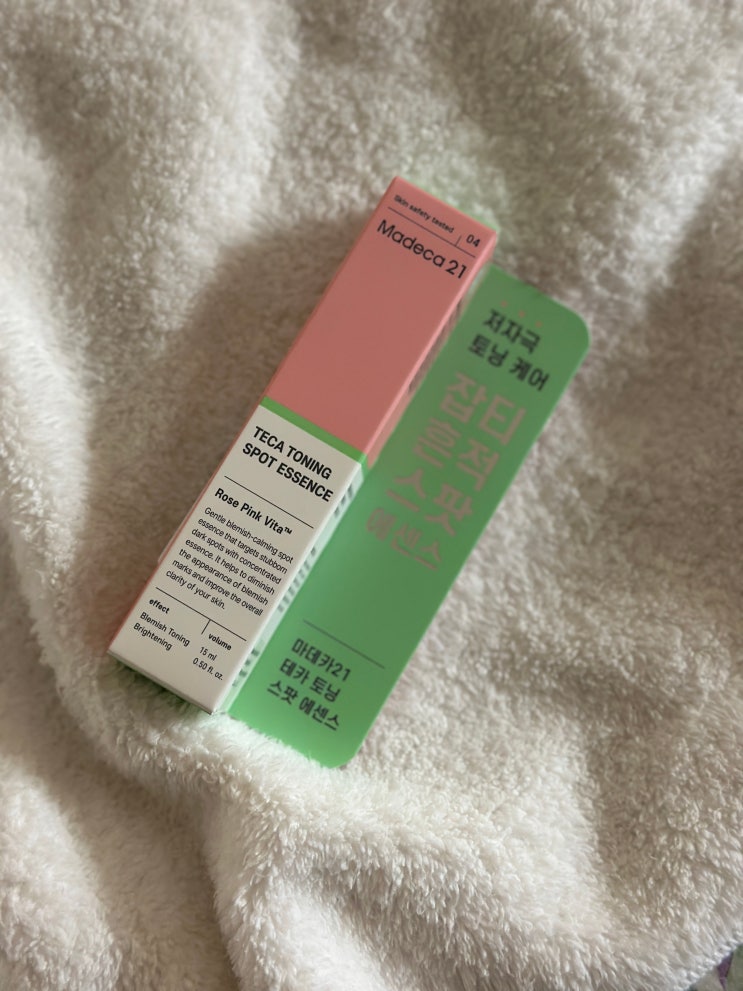 Skin safety tested
04
Madeca 21
TECA TONING
SPOT ESSENCE
Rose Pink Vita™
Gentle blemish-calming spot
essence that targets stubborn
dark spots with concentrated
essence. It helps to diminish
the appearance of blemish
marks and improve the overall
clarity of your skin.
effect
Blemish Toning
Brightening
volume
15 ml
0.50 fl. oz.
저자극
토닝 케어
잡티
흔적
스팟
에센스
마데카21
테카 토닝
스팟 에센스